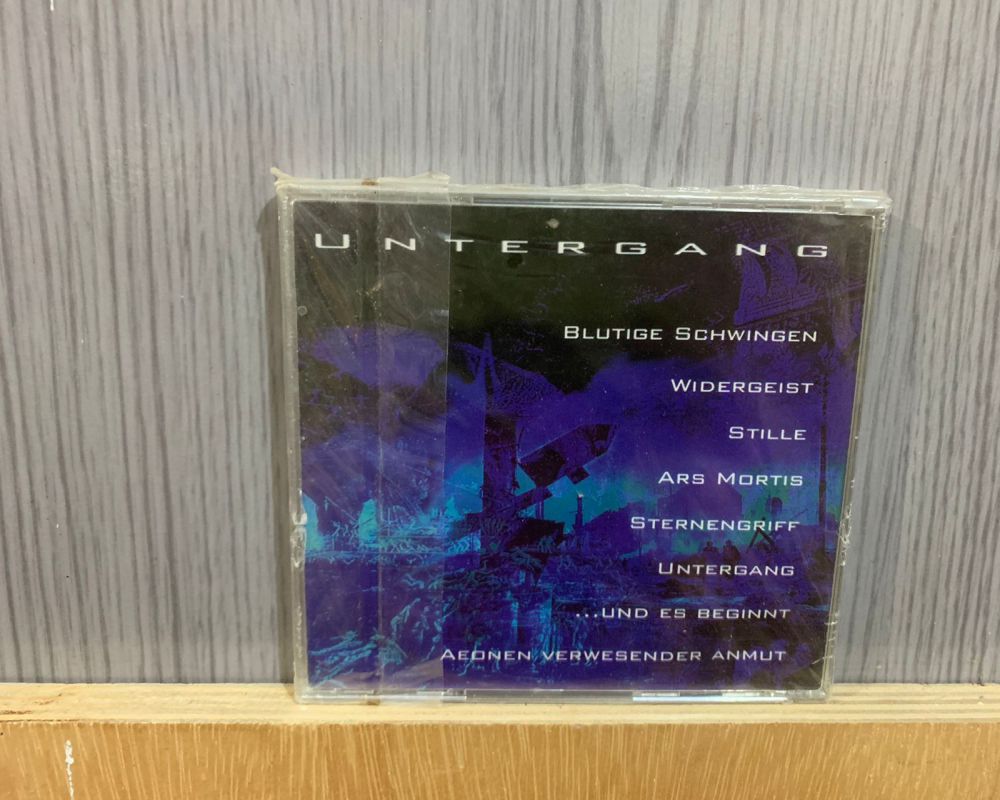 UNTERGANG
BLUTIGE SCHWINGEN
WIDERGEIST
STILLE
ARS MORTIS
STERNENGRIFF
UNTERGANG
...UND ES BEGINNT
AEONEN VERWESENDER ANMUT